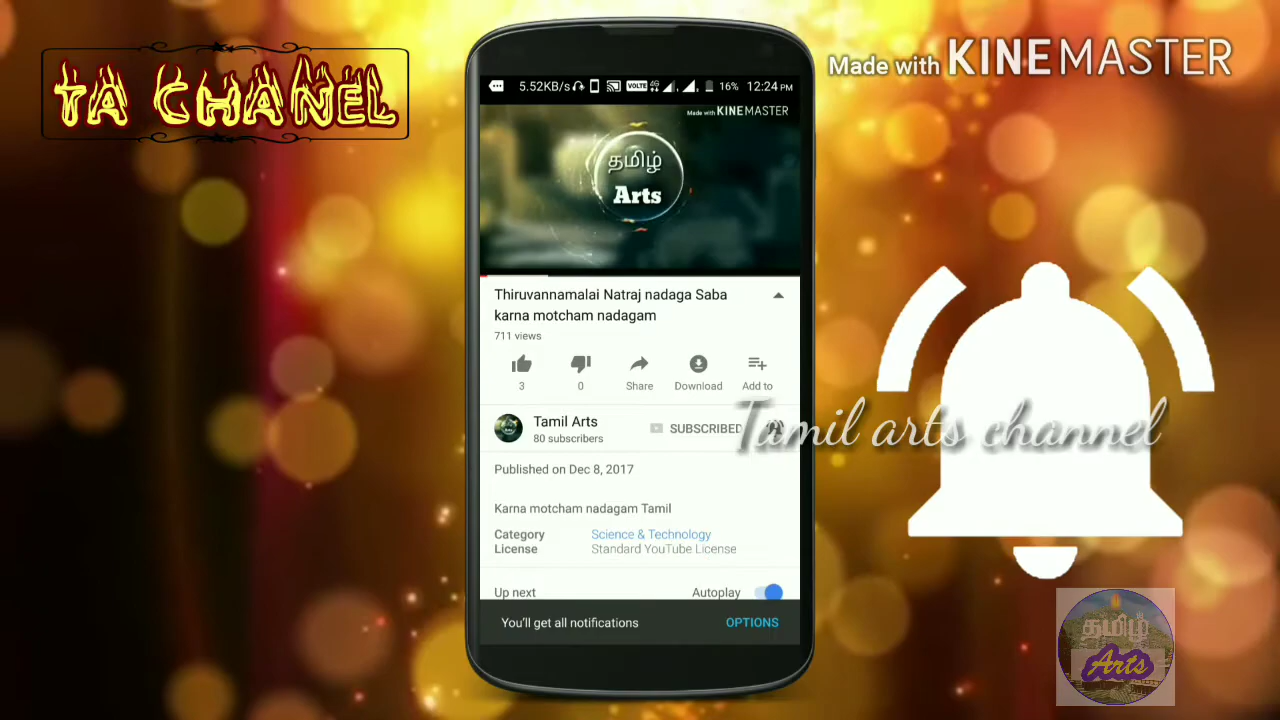 TA CHANEL
Made with KINEMASTER
5.52KB/s VOLTE 4G 16% 12:24 PM
Made with KINEMASTER
தமிழ்
Arts
Thiruvannamalai Natraj nadaga Saba
karna motcham nadagam
711 views
3 0 Share Download Add to
Tamil Arts SUBSCRIBED
80 subscribers
Tamil arts channel
Published on Dec 8, 2017
Karna motcham nadagam Tamil
Category Science & Technology
License Standard YouTube License
Up next Autoplay
You'll get all notifications OPTIONS
தமிழ்
Arts